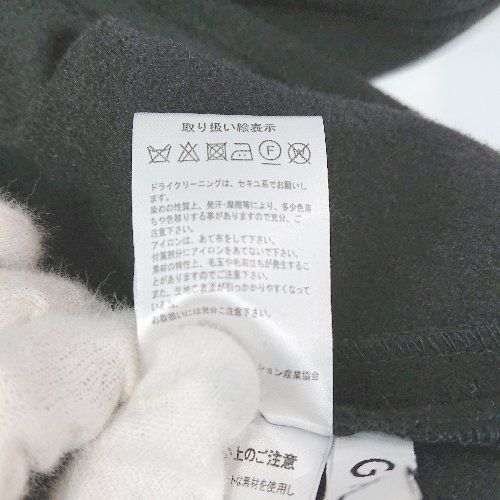 取り扱い絵表示
F W
ドライクリーニングは、セキユ系でお願いし
ます。
染めの性質上、発汗・摩擦等により、多少色落
ちや色移りする事がありますので充分、ご
注意下さい。
アイロンは、あて布をして下さい。
付属部分にアイロンをあてないで下さい。
素材の特性上、毛玉や毛羽立ちが発生するこ
とがありますのでご注意下さい。
また、生地の表面が引っかかりやすくなって
いる為、
お取扱いには充分ご注意下さい。
ション産業協会
上のご注意
な素材を使用し
G